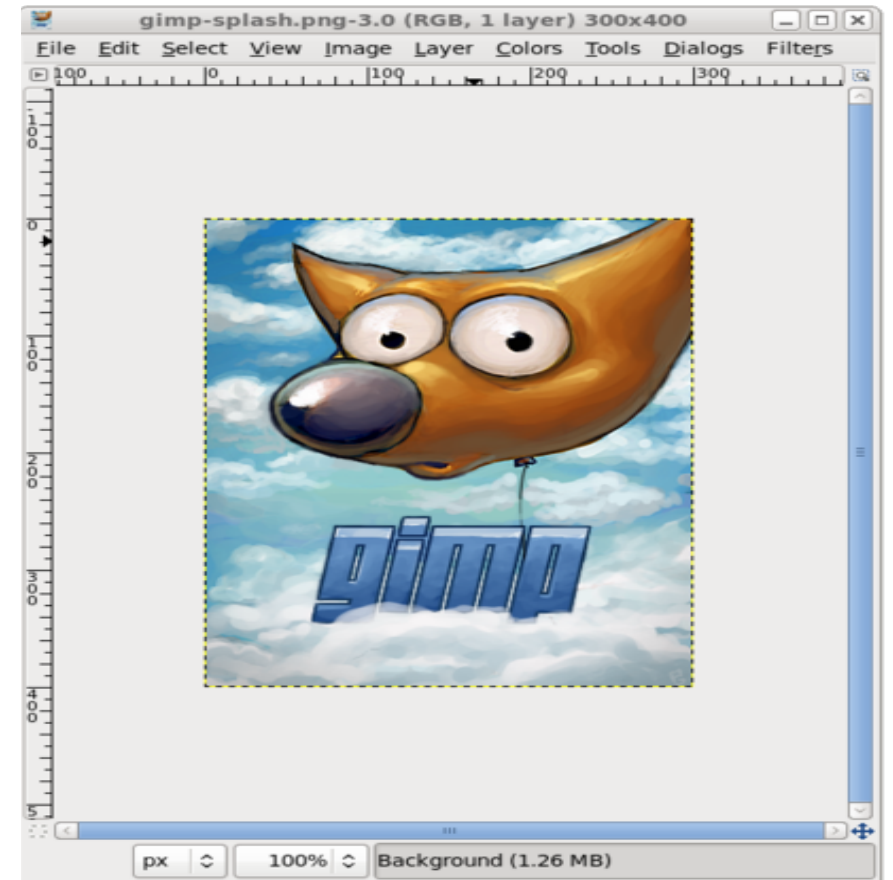 gimp-splash.png-3.0 (RGB, 1 layer) 300x400
File Edit Select View Image Layer Colors Tools Dialogs Filters
100 0 100 200 300
-100
0
100
200
300
400
5
gimp
px 100% Background (1.26 MB)